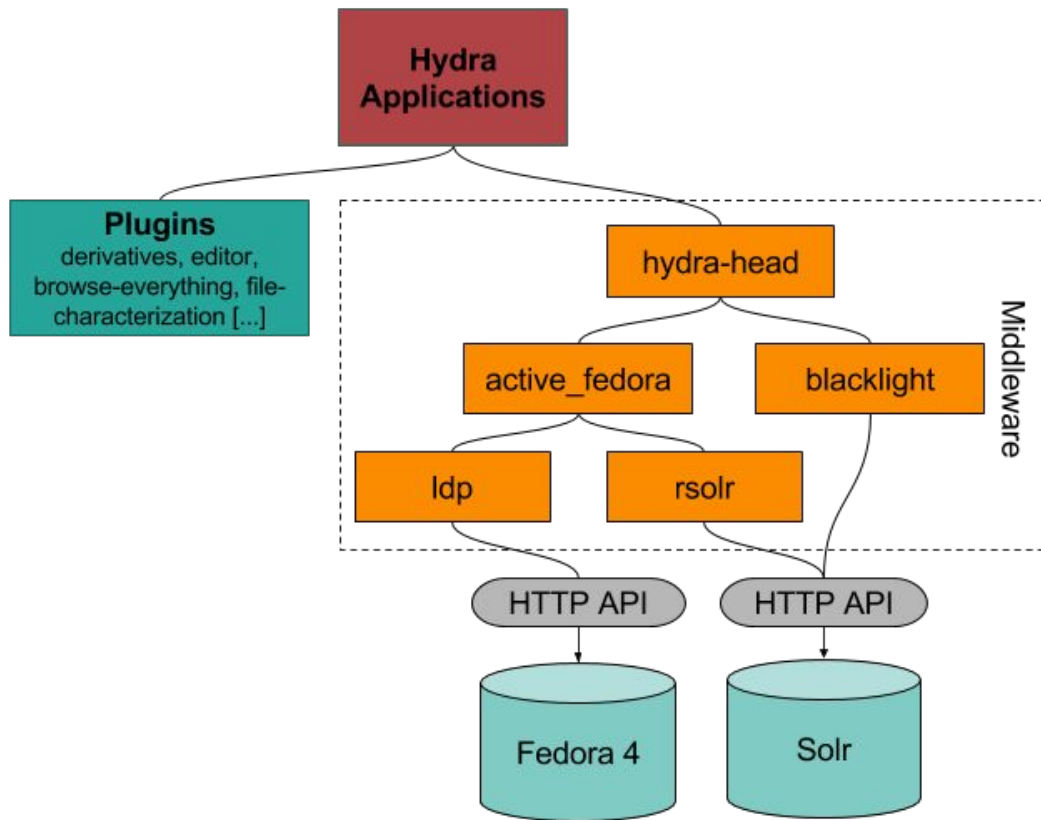 Hydra
Applications
Plugins
derivatives, editor,
browse-everything, file-
characterization [...]
hydra-head
Middleware
active_fedora
blacklight
ldp
rsolr
HTTP API
HTTP API
Fedora 4
Solr